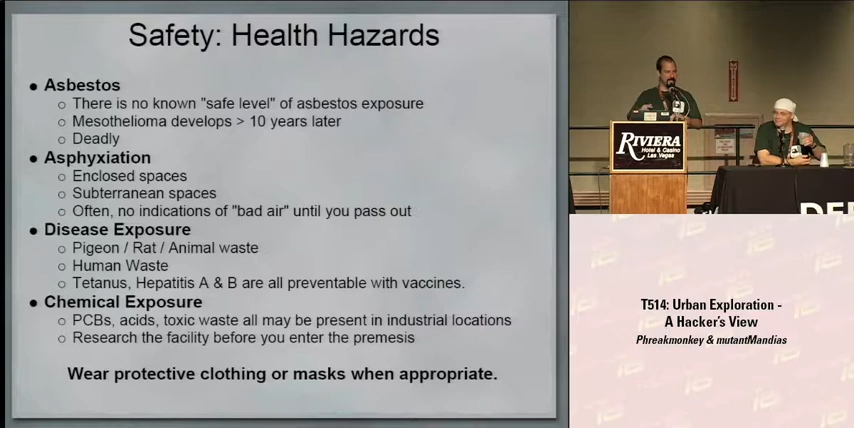 Safety: Health Hazards
● Asbestos
○ There is no known "safe level" of asbestos exposure
○ Mesothelioma develops > 10 years later
○ Deadly
● Asphyxiation
○ Enclosed spaces
○ Subterranean spaces
○ Often, no indications of "bad air" until you pass out
● Disease Exposure
○ Pigeon / Rat / Animal waste
○ Human Waste
○ Tetanus, Hepatitis A & B are all preventable with vaccines.
● Chemical Exposure
○ PCBs, acids, toxic waste all may be present in industrial locations
○ Research the facility before you enter the premesis
Wear protective clothing or masks when appropriate.
RIVIERA
Hotel & Casino
Las Vegas
DEF
T514: Urban Exploration -
A Hacker's View
Phreakmonkey & mutantMandias